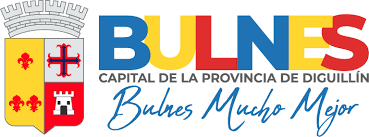 BULNES
CAPITAL DE LA PROVINCIA DE DIGUILLÍN
Bulnes Mucho Mejor